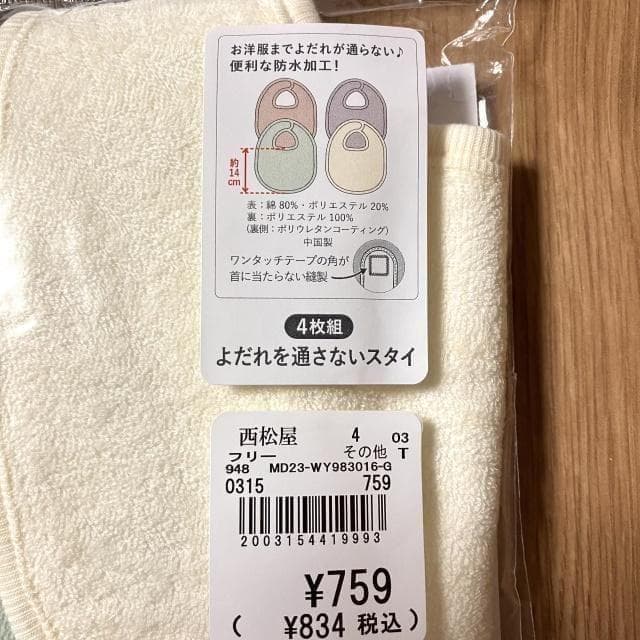 お洋服までよだれが通らない♪
便利な防水加工!
約
14
cm
表:綿 80%・ポリエステル 20%
裏:ポリエステル 100%
(裏側:ポリウレタンコーティング)
中国製
ワンタッチテープの角が
首に当たらない縫製
4枚組
よだれを通さないスタイ
西松屋 4 03
フリー その他 T
948 MD23-WY983016-G
0315 759
2003154419993
¥759
( ¥834 税込)